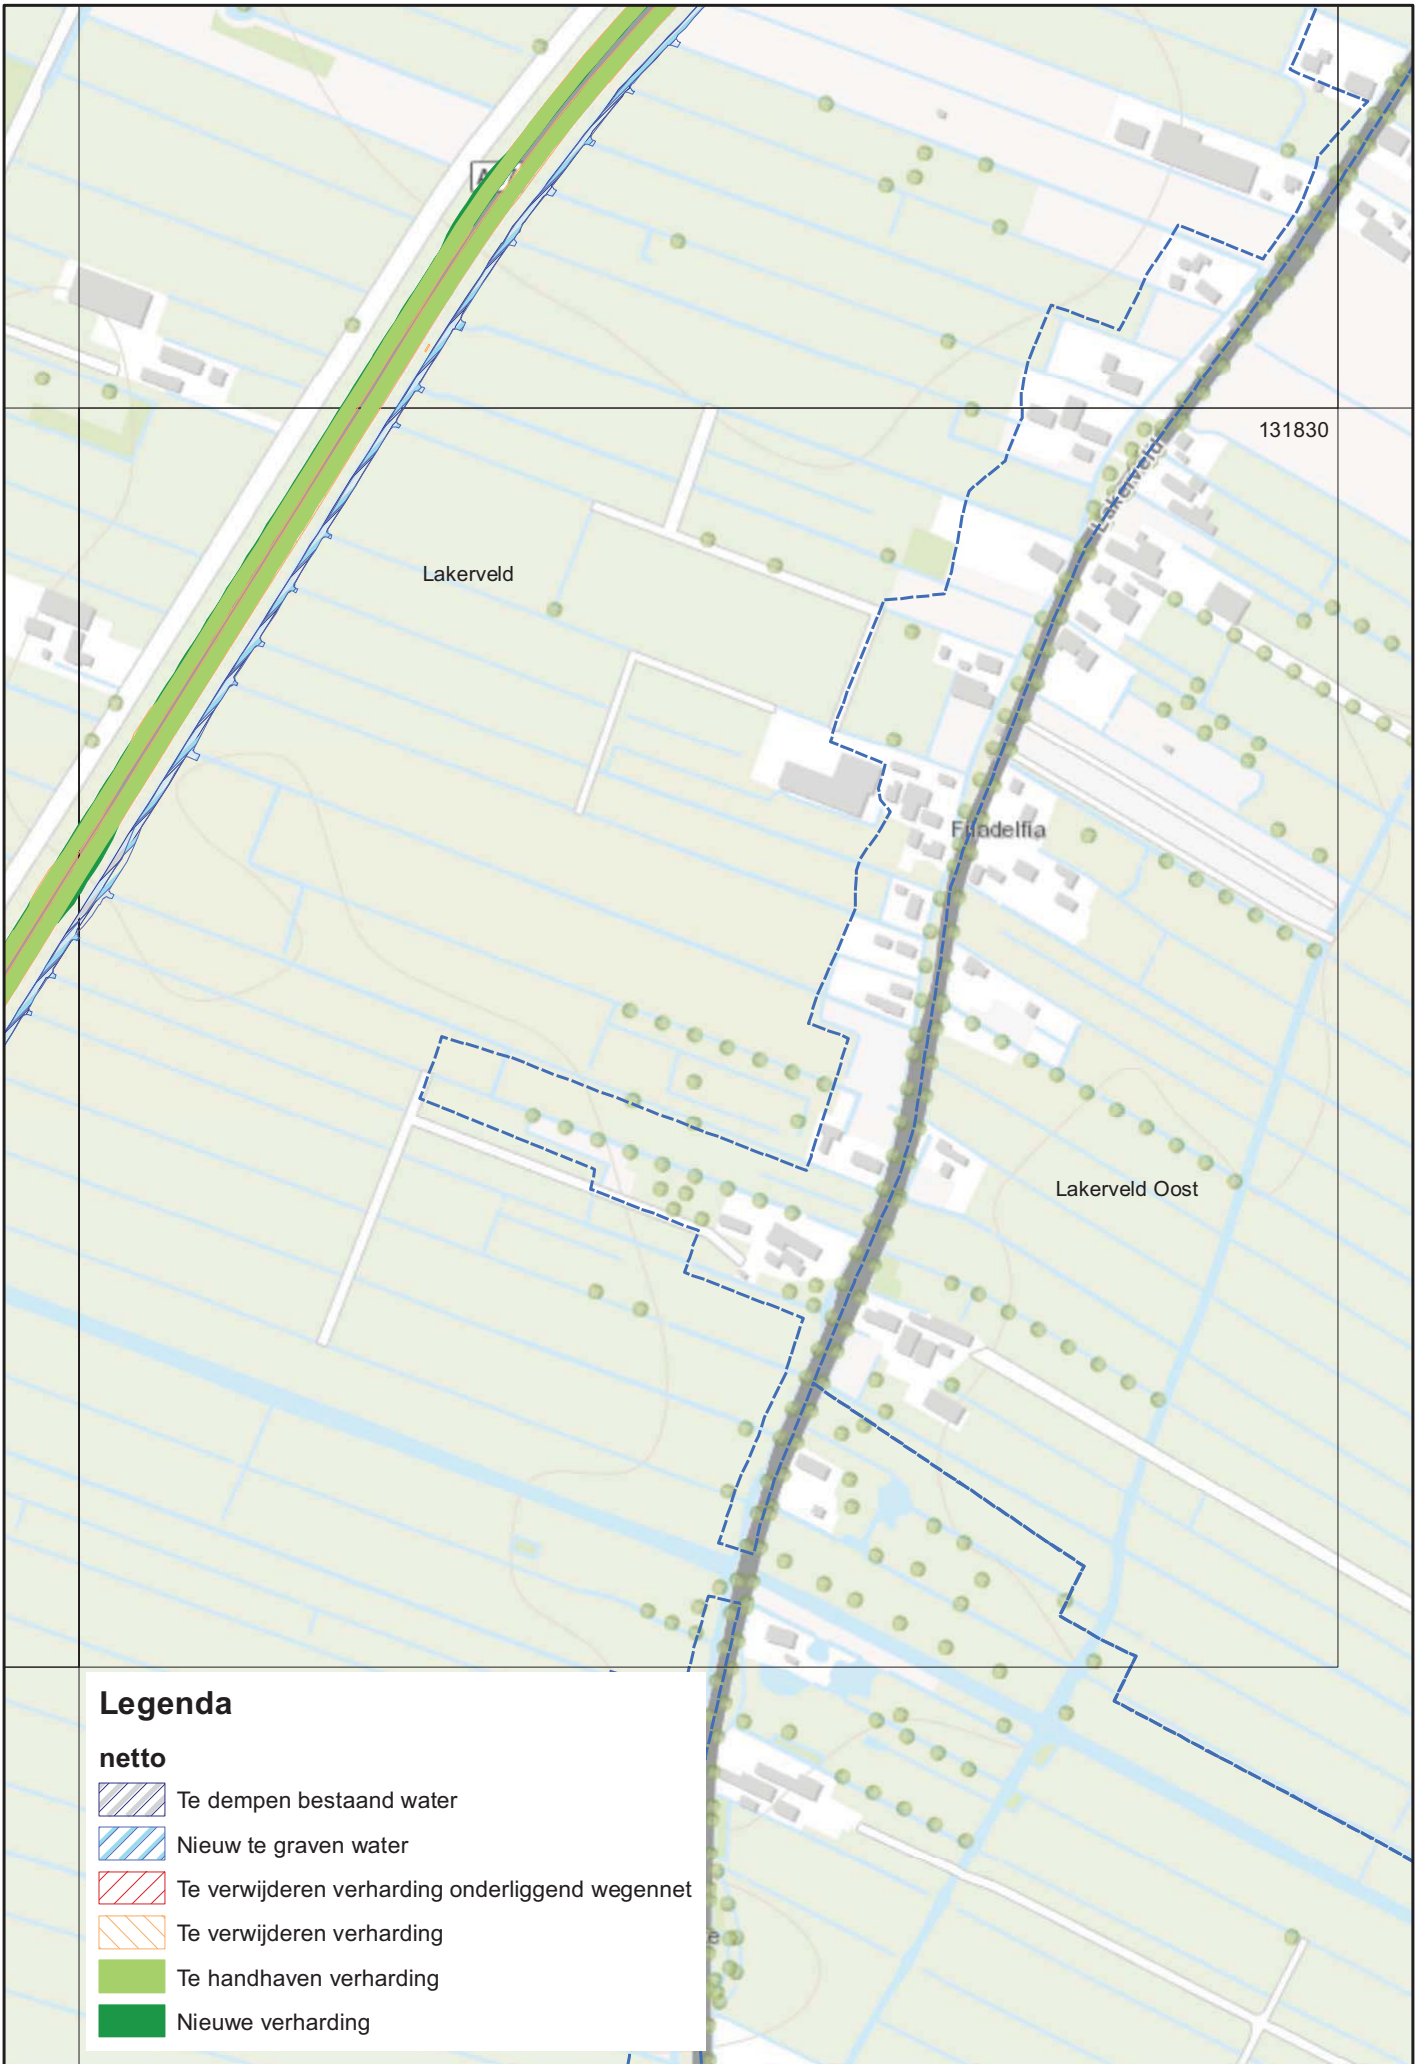 131830
Lakerveld
Lakerveld
Filadelfia
Lakerveld Oost
Legenda
netto
Te dempen bestaand water
Nieuw te graven water
Te verwijderen verharding onderliggend wegennet
Te verwijderen verharding
Te handhaven verharding
Nieuwe verharding